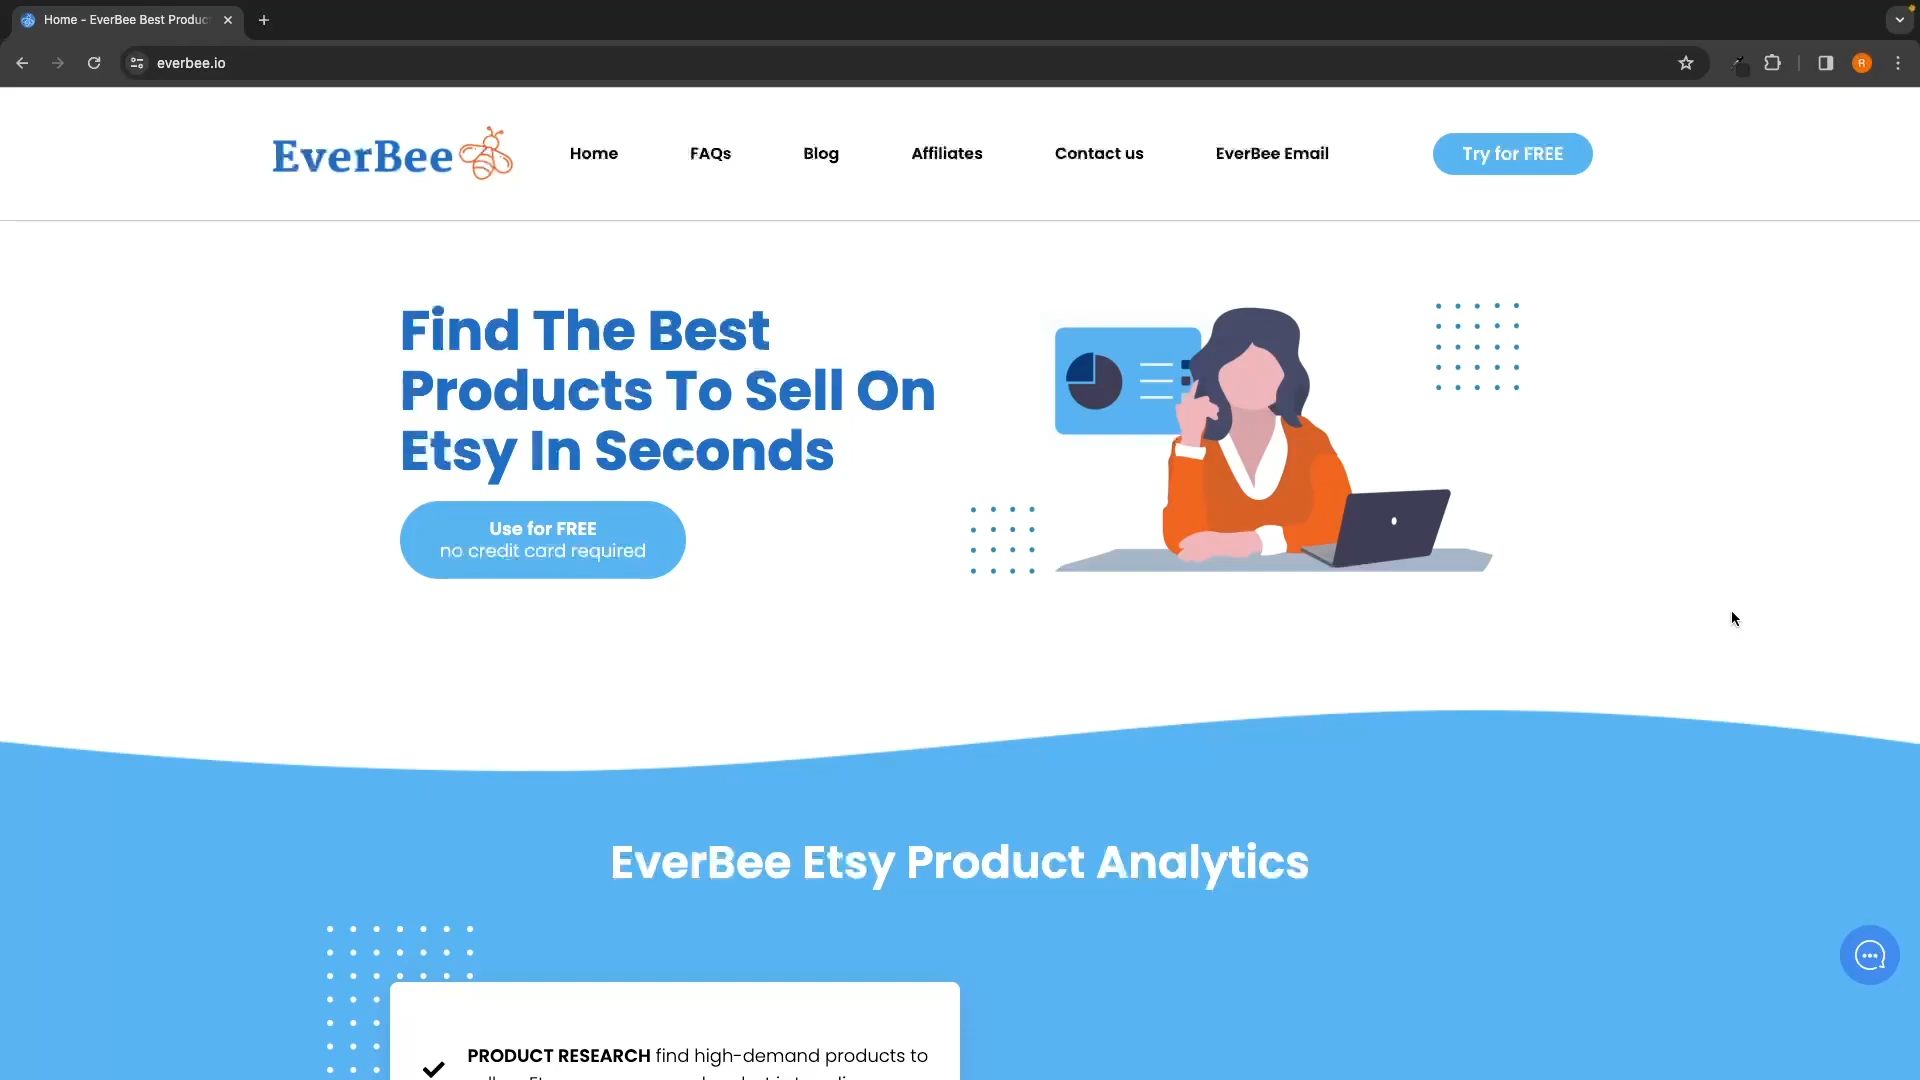 Home - EverBee Best Produc
everbee.io
R
EverBee
Home
FAQs
Blog
Affiliates
Contact us
EverBee Email
Try for FREE
Find The Best
Products To Sell On
Etsy In Seconds
Use for FREE
no credit card required
EverBee Etsy Product Analytics
PRODUCT RESEARCH find high-demand products to